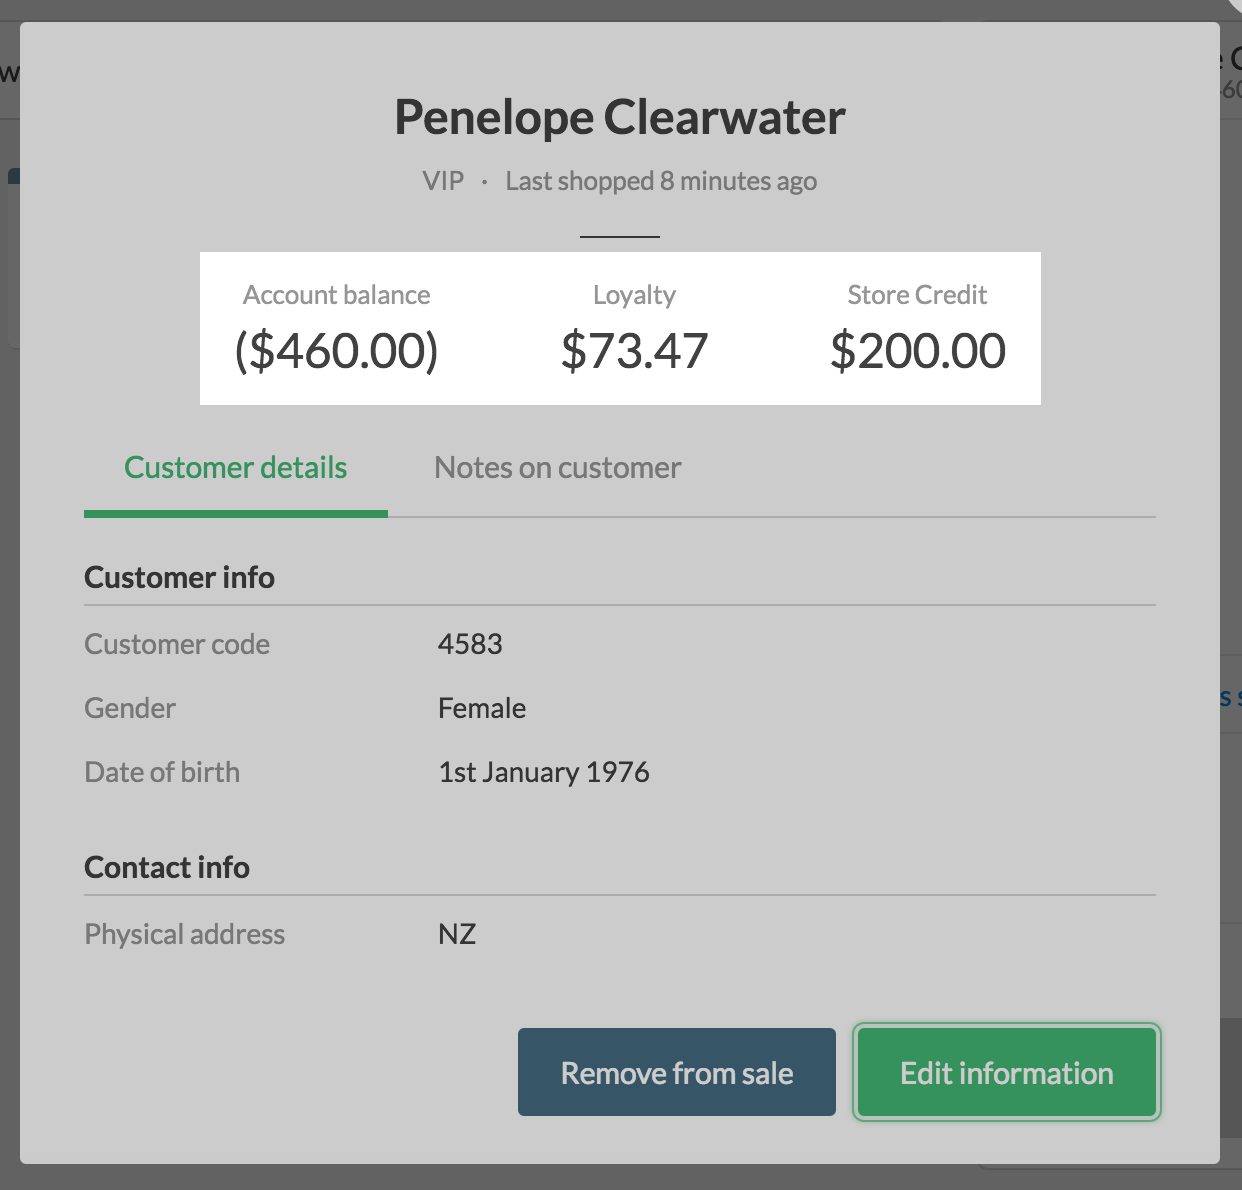 Penelope Clearwater
VIP · Last shopped 8 minutes ago
Account balance Loyalty Store Credit
($460.00) $73.47 $200.00
Customer details Notes on customer
Customer info
Customer code 4583
Gender Female
Date of birth 1st January 1976
Contact info
Physical address NZ
Remove from sale Edit information